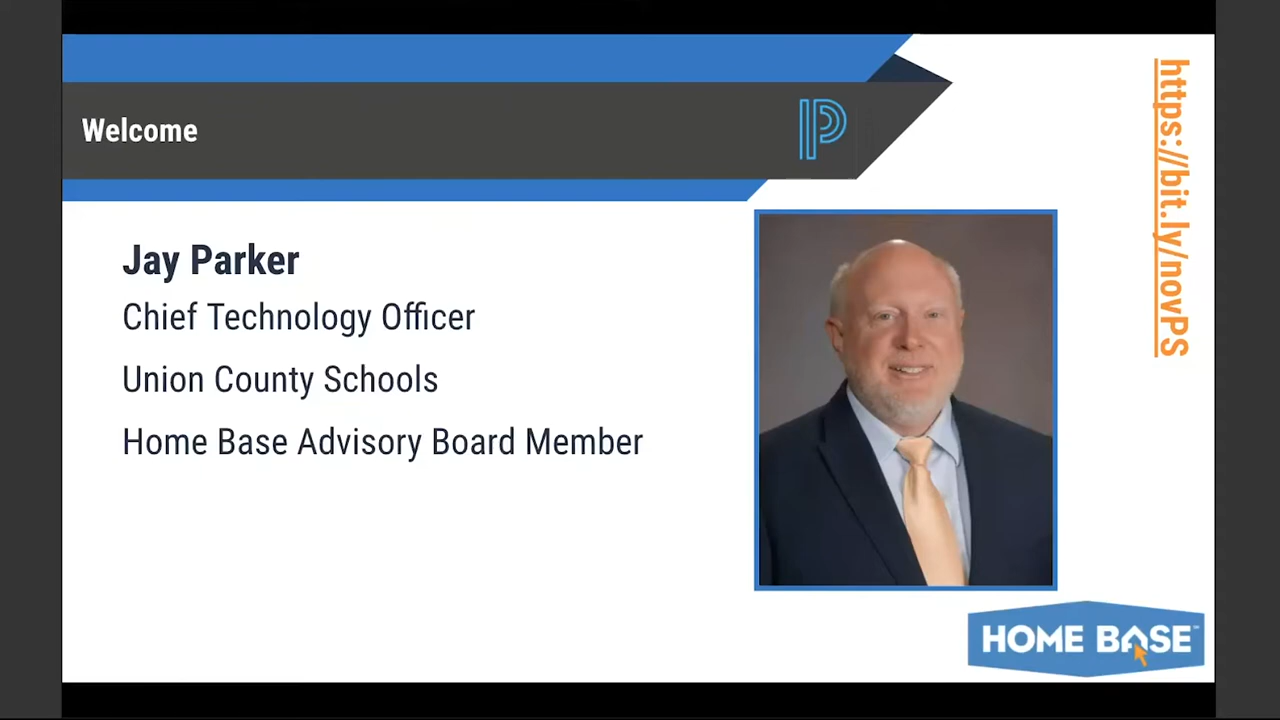 Welcome
https://bit.ly/novPS
Jay Parker
Chief Technology Officer
Union County Schools
Home Base Advisory Board Member
HOME BASE